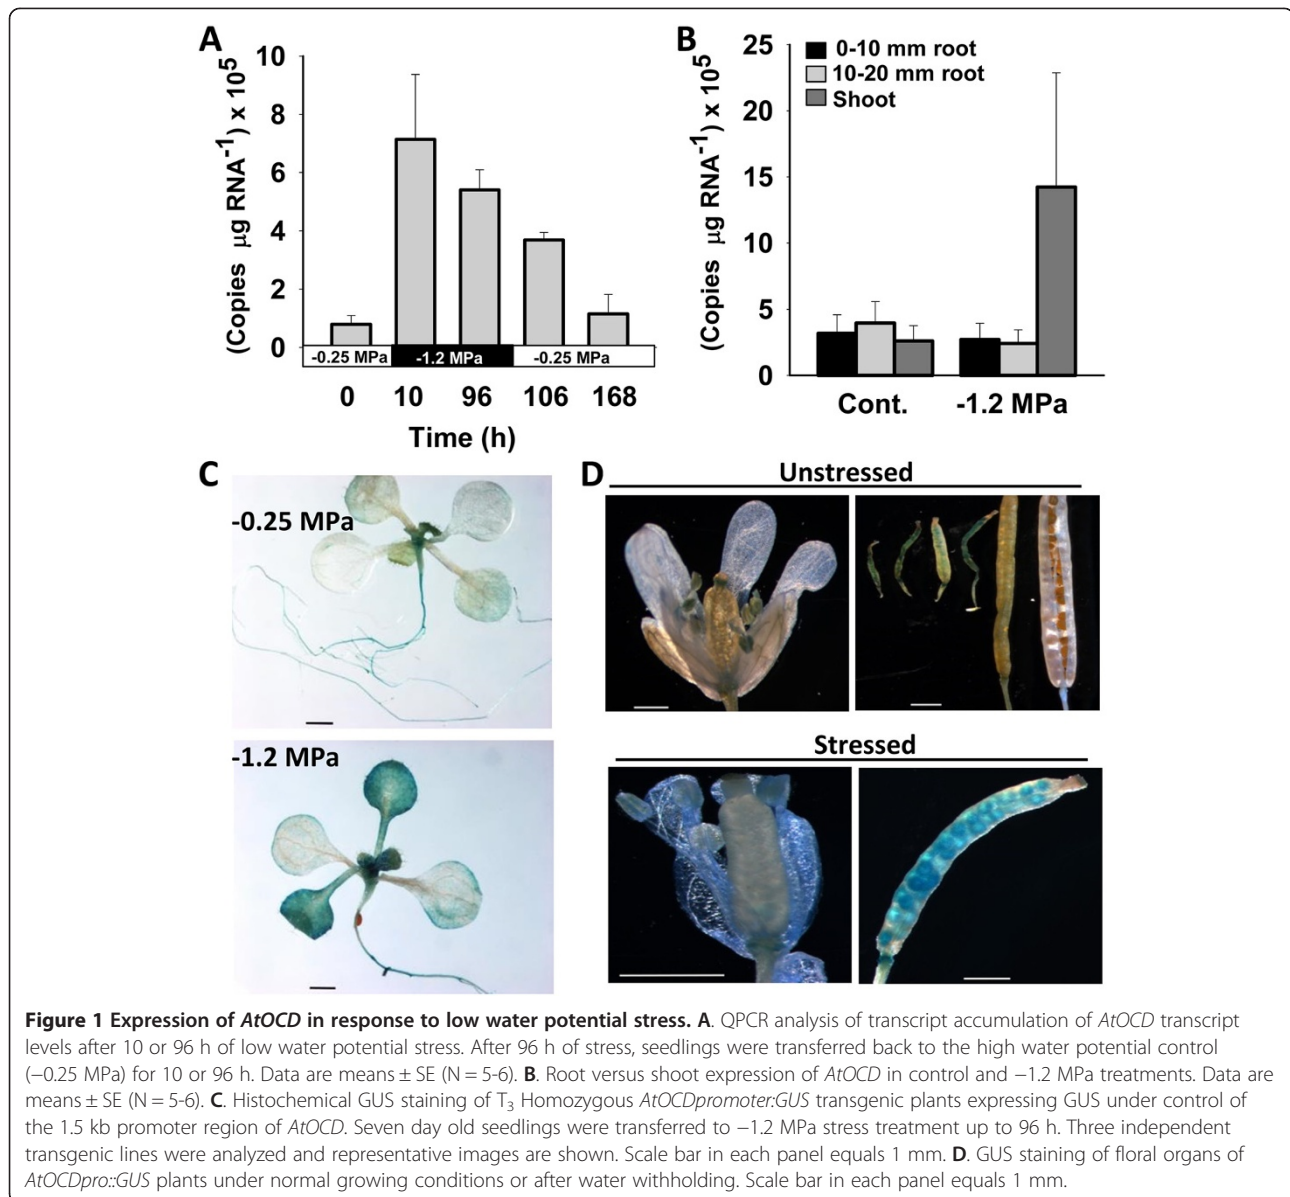 A
(Copies μg RNA⁻¹) x 10⁵
10
8
6
4
2
0
-0.25 MPa
-1.2 MPa
-0.25 MPa
0 10 96 106 168
Time (h)
B
(Copies μg RNA⁻¹) x 10⁵
25
20
15
10
5
0
0-10 mm root
10-20 mm root
Shoot
Cont. -1.2 MPa
C
-0.25 MPa
-1.2 MPa
D
Unstressed
Stressed
Figure 1 Expression of AtOCD in response to low water potential stress. A. QPCR analysis of transcript accumulation of AtOCD transcript
levels after 10 or 96 h of low water potential stress. After 96 h of stress, seedlings were transferred back to the high water potential control
(−0.25 MPa) for 10 or 96 h. Data are means ± SE (N = 5-6). B. Root versus shoot expression of AtOCD in control and −1.2 MPa treatments. Data are
means ± SE (N = 5-6). C. Histochemical GUS staining of T₃ Homozygous AtOCDpromoter:GUS transgenic plants expressing GUS under control of
the 1.5 kb promoter region of AtOCD. Seven day old seedlings were transferred to −1.2 MPa stress treatment up to 96 h. Three independent
transgenic lines were analyzed and representative images are shown. Scale bar in each panel equals 1 mm. D. GUS staining of floral organs of
AtOCDpro::GUS plants under normal growing conditions or after water withholding. Scale bar in each panel equals 1 mm.